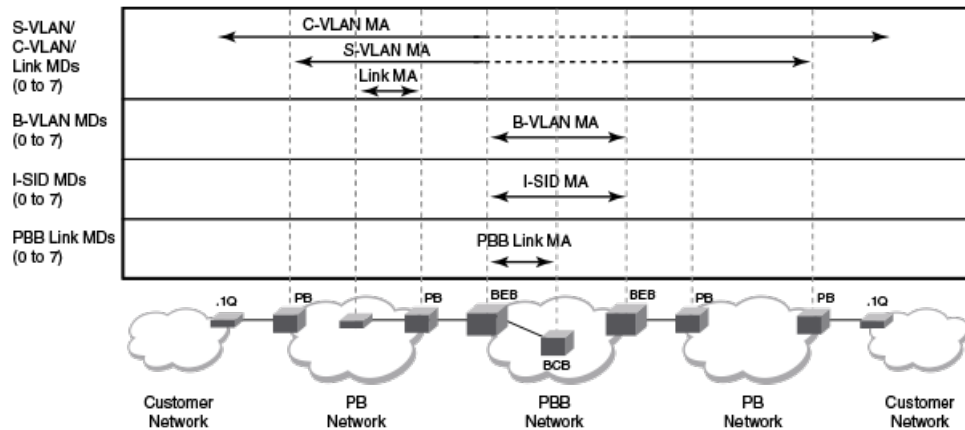 S-VLAN/
C-VLAN/
Link MDs
(0 to 7)
C-VLAN MA
S-VLAN MA
Link MA
B-VLAN MDs
(0 to 7)
B-VLAN MA
I-SID MDs
(0 to 7)
I-SID MA
PBB Link MDs
(0 to 7)
PBB Link MA
.1Q
PB
PB
BEB
BCB
BEB
PB
PB
.1Q
Customer
Network
PB
Network
PBB
Network
PB
Network
Customer
Network